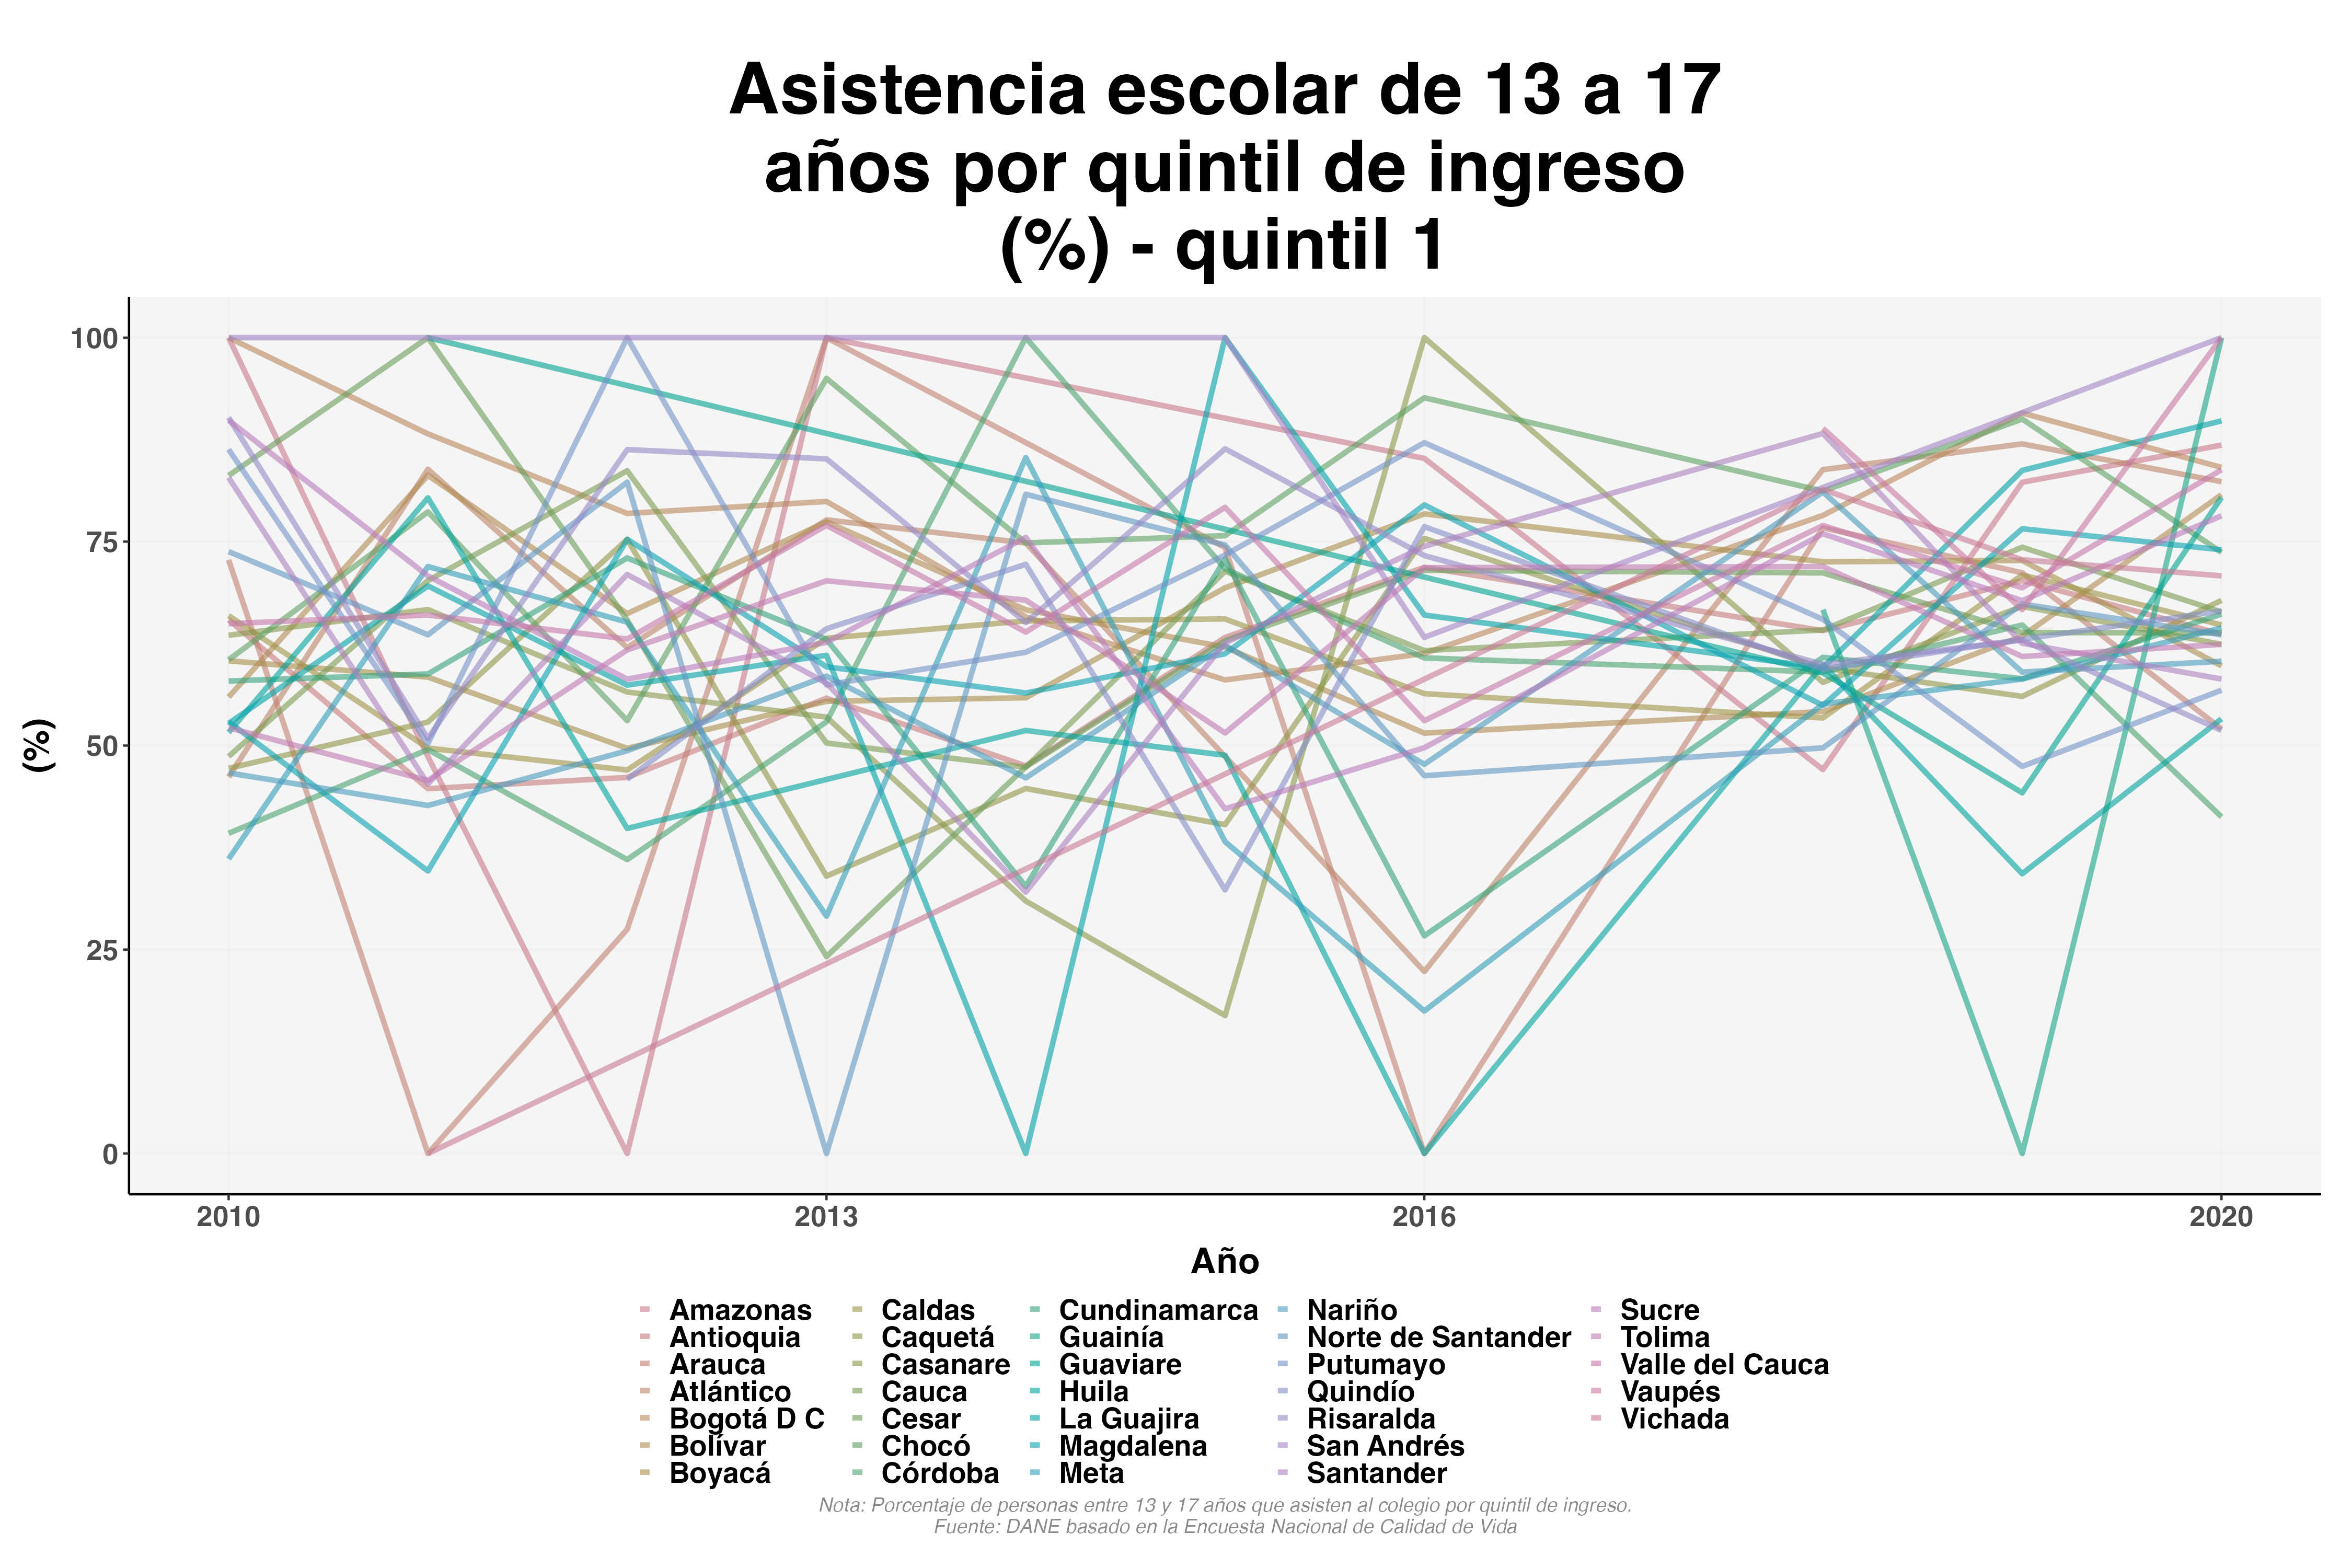 Asistencia escolar de 13 a 17
años por quintil de ingreso
(%) - quintil 1
(%)
100
75
50
25
0
2010
2013
2016
2020
Año
Amazonas
Antioquia
Arauca
Atlántico
Bogotá D C
Bolívar
Boyacá
Caldas
Caquetá
Casanare
Cauca
Cesar
Chocó
Córdoba
Cundinamarca
Guainía
Guaviare
Huila
La Guajira
Magdalena
Meta
Nariño
Norte de Santander
Putumayo
Quindío
Risaralda
San Andrés
Santander
Sucre
Tolima
Valle del Cauca
Vaupés
Vichada
Nota: Porcentaje de personas entre 13 y 17 años que asisten al colegio por quintil de ingreso.
Fuente: DANE basado en la Encuesta Nacional de Calidad de Vida